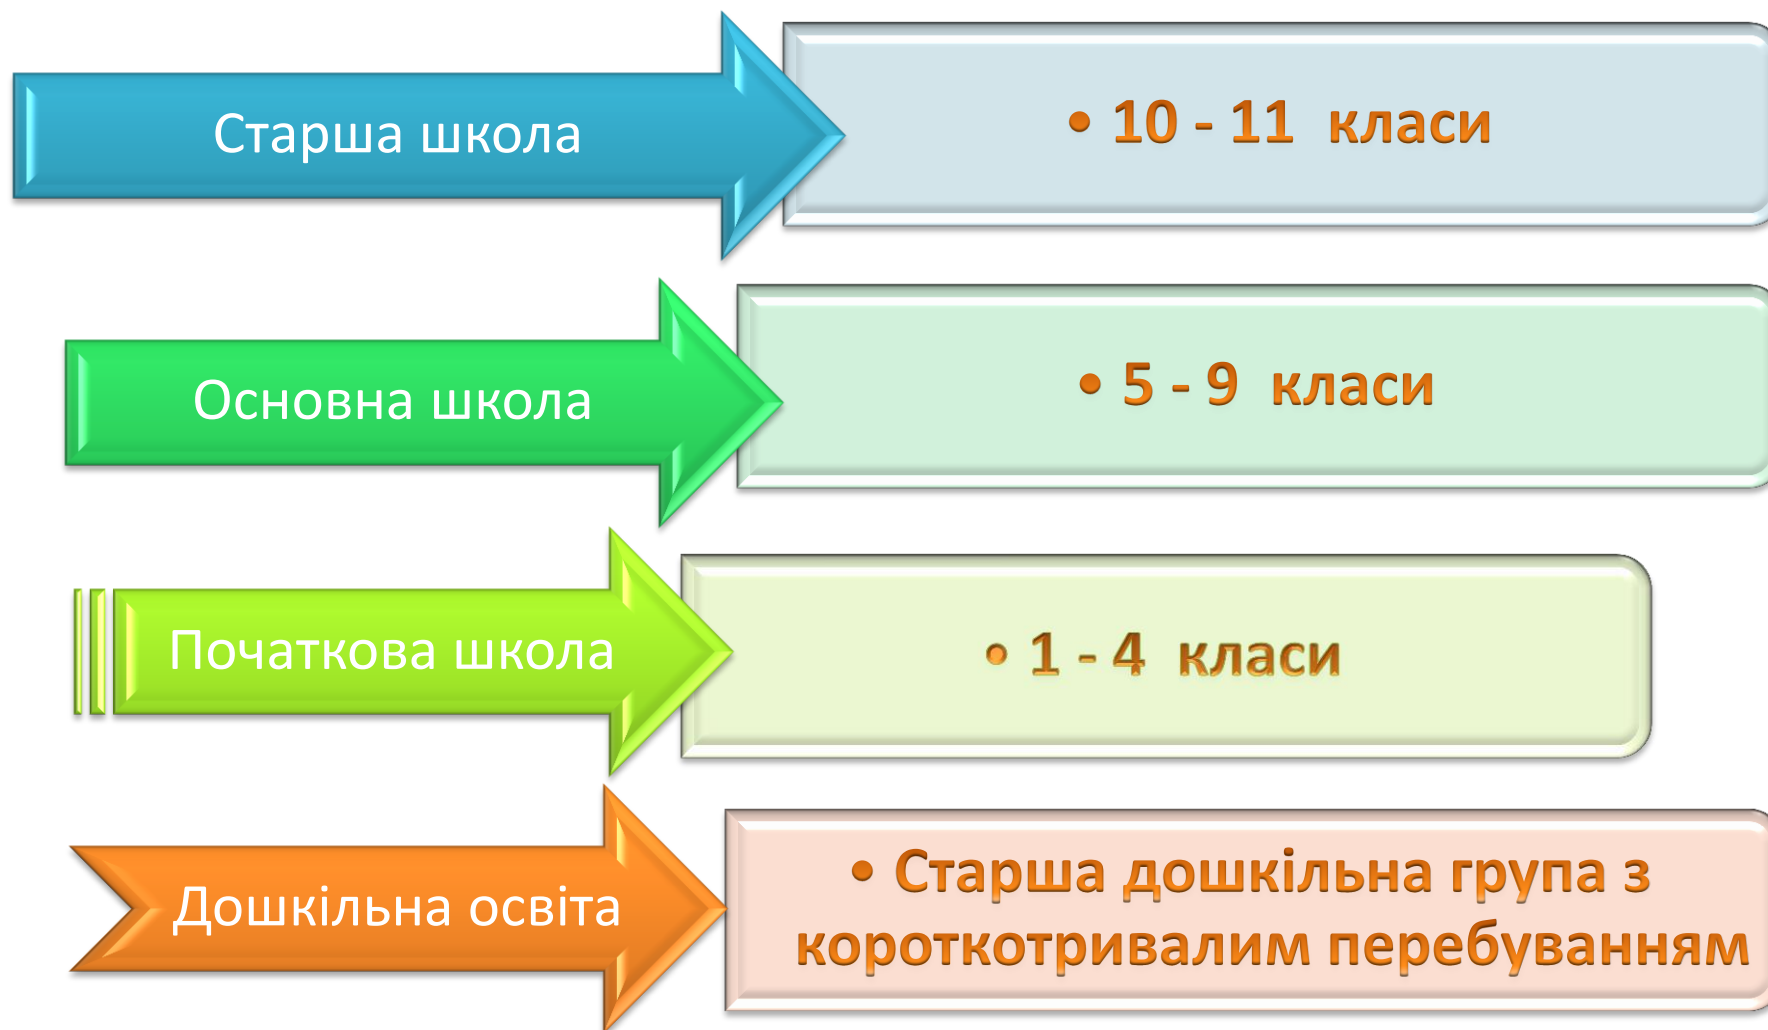 Старша школа
• 10 - 11 класи
Основна школа
• 5 - 9 класи
Початкова школа
• 1 - 4 класи
Дошкільна освіта
• Старша дошкільна група з
короткотривалим перебуванням